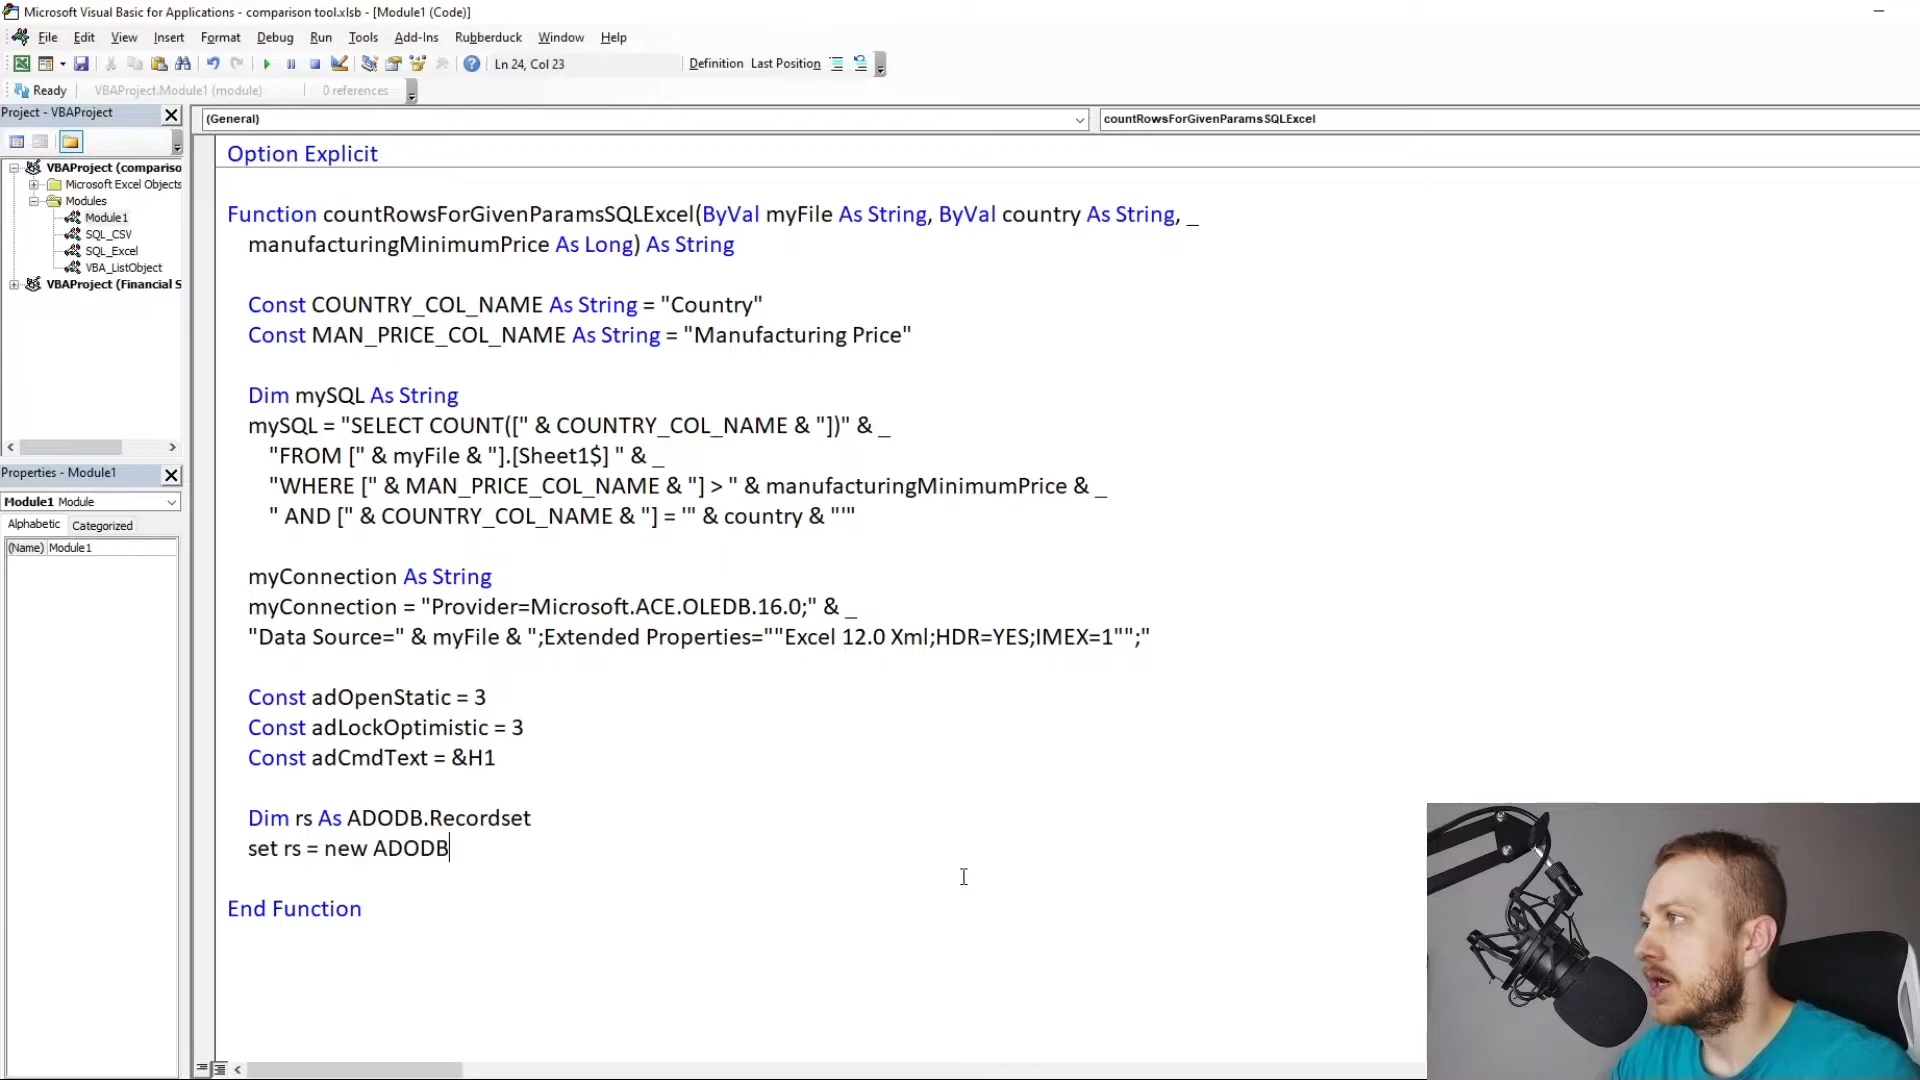 Microsoft Visual Basic for Applications - comparison tool.xlsb - [Module1 (Code)]
File Edit View Insert Format Debug Run Tools Add-Ins Rubberduck Window Help
Ln 24, Col 23 Definition Last Position
Ready VBAProject.Module1 (module) 0 references
Project - VBAProject
(General) countRowsForGivenParamsSQLExcel
VBAProject (compariso
Microsoft Excel Objects
Modules
Module1
SQL_CSV
SQL_Excel
VBA_ListObject
VBAProject (Financial S
Properties - Module1
Module1 Module
Alphabetic Categorized
(Name) Module1
Option Explicit
Function countRowsForGivenParamsSQLExcel(ByVal myFile As String, ByVal country As String, _
manufacturingMinimumPrice As Long) As String
Const COUNTRY_COL_NAME As String = "Country"
Const MAN_PRICE_COL_NAME As String = "Manufacturing Price"
Dim mySQL As String
mySQL = "SELECT COUNT([" & COUNTRY_COL_NAME & "])" & _
"FROM [" & myFile & "].[Sheet1$] " & _
"WHERE [" & MAN_PRICE_COL_NAME & "] > " & manufacturingMinimumPrice & _
" AND [" & COUNTRY_COL_NAME & "] = '" & country & "'"
myConnection As String
myConnection = "Provider=Microsoft.ACE.OLEDB.16.0;" & _
"Data Source=" & myFile & ";Extended Properties=""Excel 12.0 Xml;HDR=YES;IMEX=1"";"
Const adOpenStatic = 3
Const adLockOptimistic = 3
Const adCmdText = &H1
Dim rs As ADODB.Recordset
set rs = new ADODB
End Function